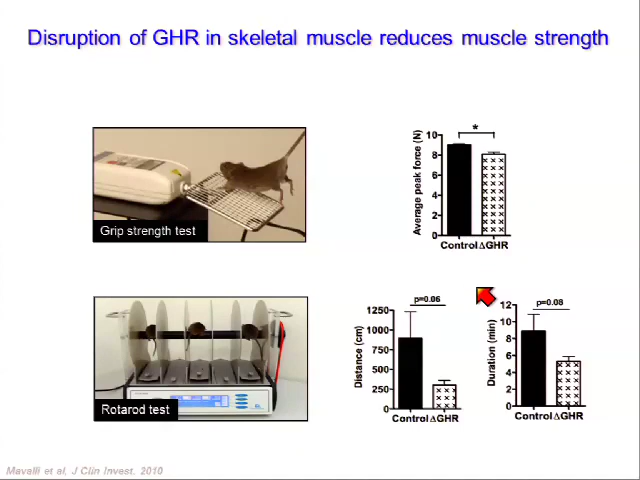 Disruption of GHR in skeletal muscle reduces muscle strength
Grip strength test
Average peak force (N)
10
8
6
4
2
0
*
Control ΔGHR
Rotarod test
Distance (cm)
1250
1000
750
500
250
0
p=0.06
Control ΔGHR
Duration (min)
12
10
8
6
4
2
0
p=0.08
Control ΔGHR
Mavalli et al, J Clin Invest. 2010